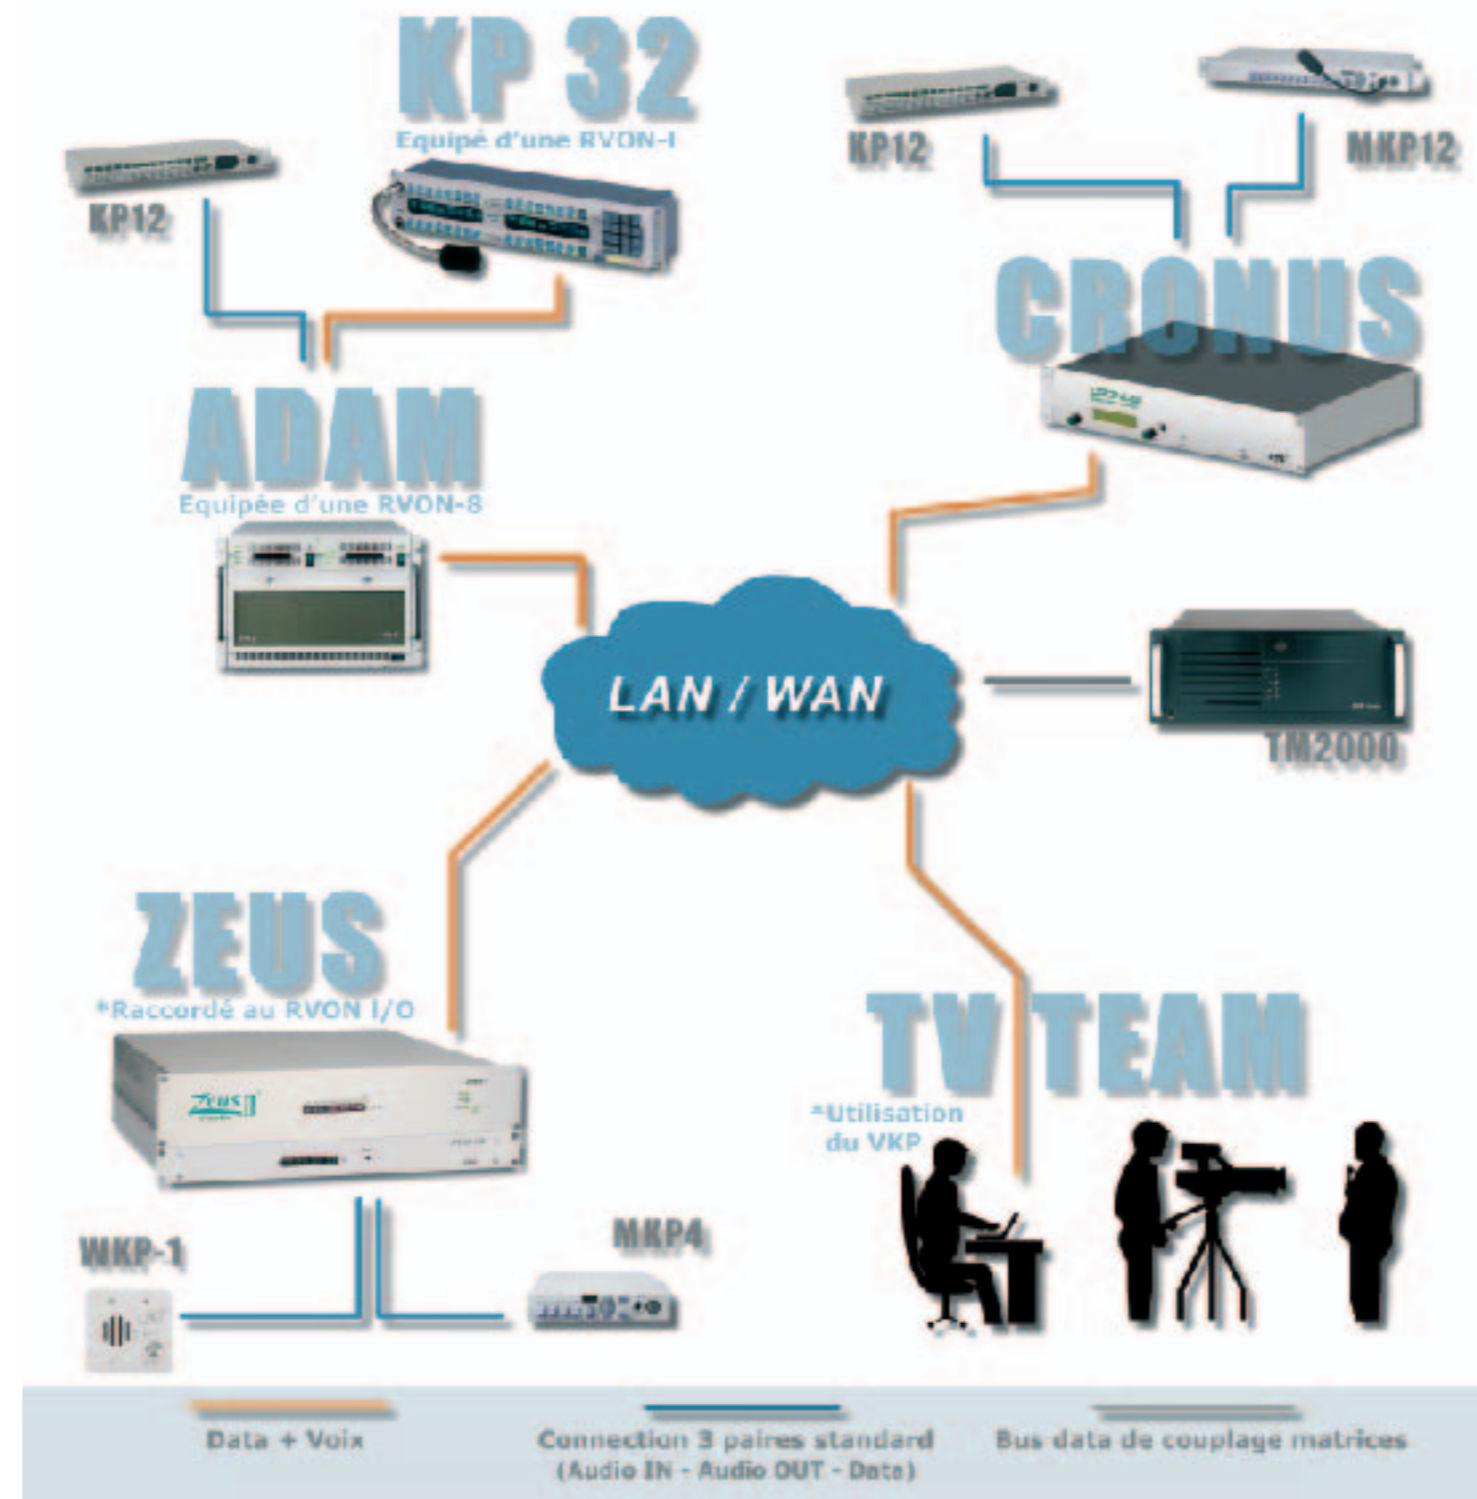 KP 32
Equipé d'une RVON-I
KP12
KP12
MKP12
CRONUS
ADAM
Equipée d'une RVON-8
LAN / WAN
TM2000
ZEUS
*Raccordé au RVON I/O
ZEUS II
TV TEAM
*Utilisation
du VKP
WKP-1
MKP4
Data + Voix
Connection 3 paires standard
(Audio IN - Audio OUT - Data)
Bus data de couplage matrices